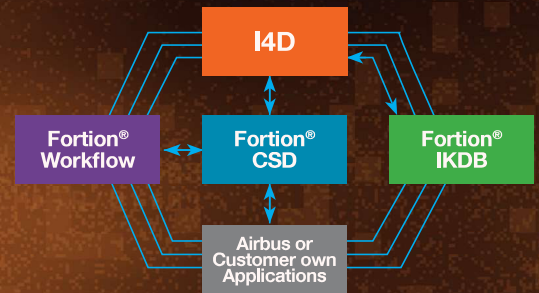 I4D
Fortion®
Workflow
Fortion®
CSD
Fortion®
IKDB
Airbus or
Customer own
Applications